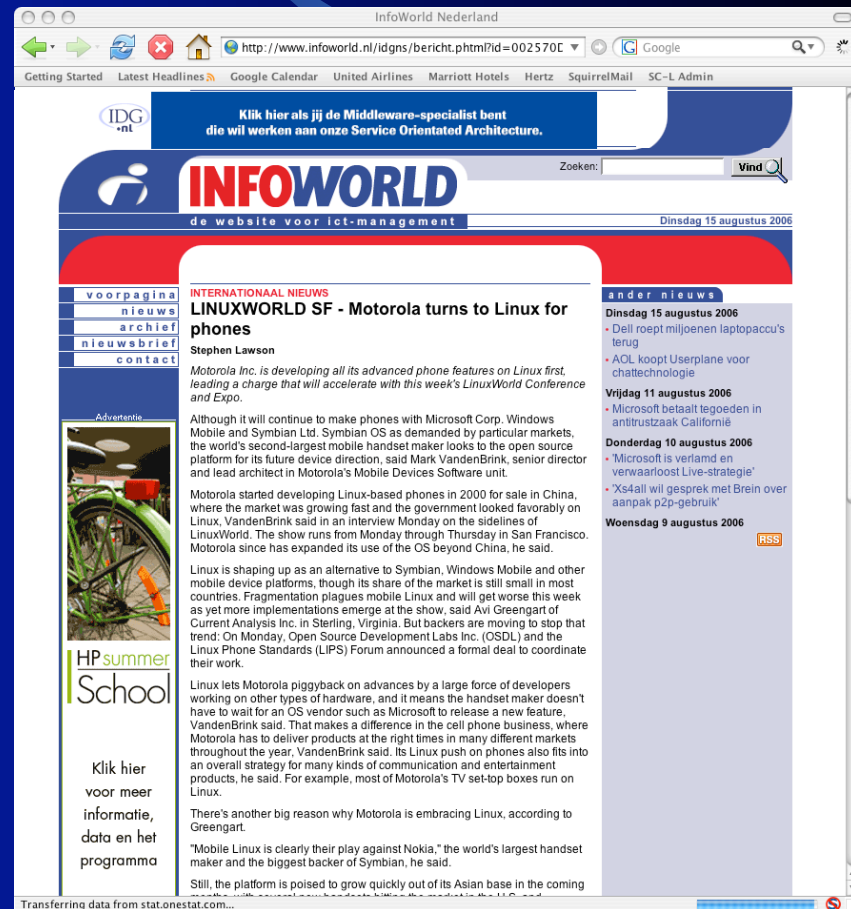 InfoWorld Nederland
http://www.infoworld.nl/idgns/bericht.phtml?id=002570D
Google
Getting Started Latest Headlines Google Calendar United Airlines Marriott Hotels Hertz SquirrelMail SC-L Admin
IDG
.nl
Klik hier als jij de Middleware-specialist bent
die wil werken aan onze Service Orientated Architecture.
Zoeken: Vind
INFOWORLD
de website voor ict-management
Dinsdag 15 augustus 2006
voorpagina
nieuws
archief
nieuwsbrief
contact
Advertentie
HP summer
School
Klik hier
voor meer
informatie,
data en het
programma
INTERNATIONAAL NIEUWS
LINUXWORLD SF - Motorola turns to Linux for
phones
Stephen Lawson
Motorola Inc. is developing all its advanced phone features on Linux first,
leading a charge that will accelerate with this week's LinuxWorld Conference
and Expo.
Although it will continue to make phones with Microsoft Corp. Windows
Mobile and Symbian Ltd. Symbian OS as demanded by particular markets,
the world's second-largest mobile handset maker looks to the open source
platform for its future device direction, said Mark VandenBrink, senior director
and lead architect in Motorola's Mobile Devices Software unit.
Motorola started developing Linux-based phones in 2000 for sale in China,
where the market was growing fast and the government looked favorably on
Linux, VandenBrink said in an interview Monday on the sidelines of
LinuxWorld. The show runs from Monday through Thursday in San Francisco.
Motorola since has expanded its use of the OS beyond China, he said.
Linux is shaping up as an alternative to Symbian, Windows Mobile and other
mobile device platforms, though its share of the market is still small in most
countries. Fragmentation plagues mobile Linux and will get worse this week
as yet more implementations emerge at the show, said Avi Greengart of
Current Analysis Inc. in Sterling, Virginia. But backers are moving to stop that
trend: On Monday, Open Source Development Labs Inc. (OSDL) and the
Linux Phone Standards (LIPS) Forum announced a formal deal to coordinate
their work.
Linux lets Motorola piggyback on advances by a large force of developers
working on other types of hardware, and it means the handset maker doesn't
have to wait for an OS vendor such as Microsoft to release a new feature,
VandenBrink said. That makes a difference in the cell phone business, where
Motorola has to deliver products at the right times in many different markets
throughout the year, VandenBrink said. Its Linux push on phones also fits into
an overall strategy for many kinds of communication and entertainment
products, he said. For example, most of Motorola's TV set-top boxes run on
Linux.
There's another big reason why Motorola is embracing Linux, according to
Greengart.
"Mobile Linux is clearly their play against Nokia," the world's largest handset
maker and the biggest backer of Symbian, he said.
Still, the platform is poised to grow quickly out of its Asian base in the coming
months, with several new handsets hitting the market in the U.S. and
ander nieuws
Dinsdag 15 augustus 2006
• Dell roept miljoenen laptopaccu's
terug
• AOL koopt Userplane voor
chattechnologie
Vrijdag 11 augustus 2006
• Microsoft betaalt tegoeden in
antitrustzaak Californië
Donderdag 10 augustus 2006
• 'Microsoft is verlamd en
verwaarloost Live-strategie'
• 'Xs4all wil gesprek met Brein over
aanpak p2p-gebruik'
Woensdag 9 augustus 2006
RSS
Transferring data from stat.onestat.com...